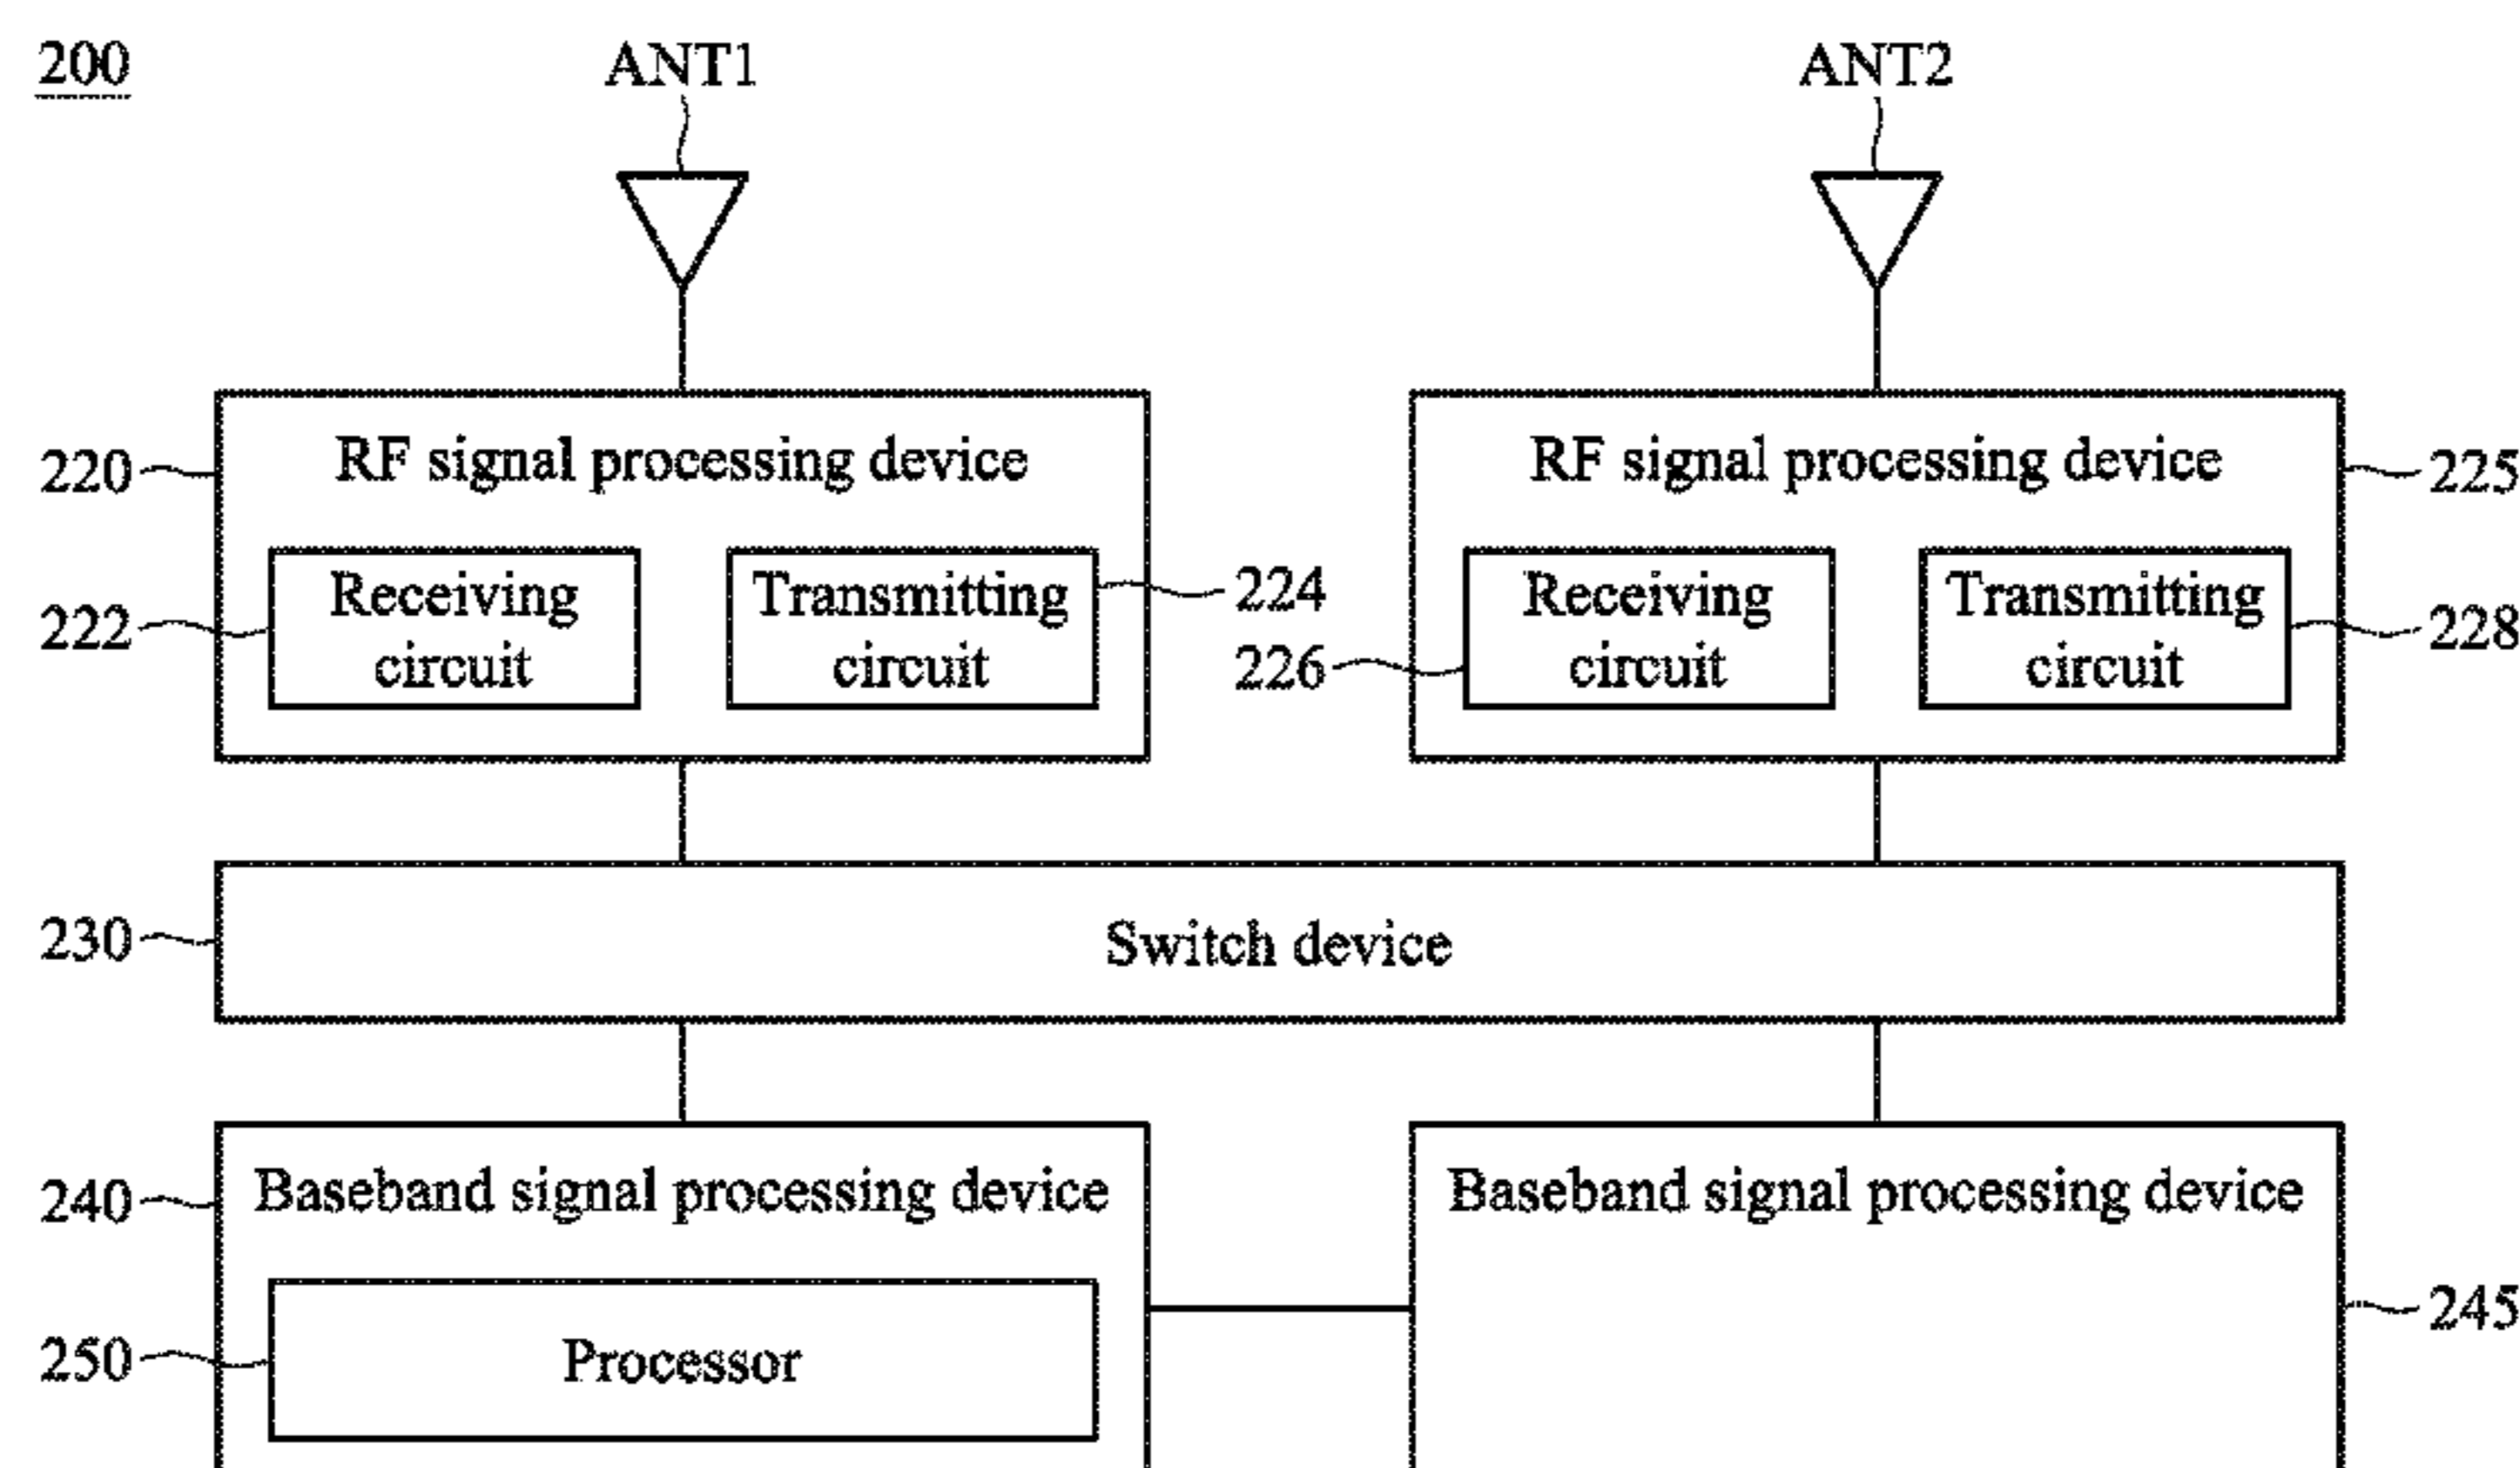 200
ANT1
ANT2
220
RF signal processing device
RF signal processing device
225
222
Receiving
circuit
Transmitting
circuit
224
226
Receiving
circuit
Transmitting
circuit
228
230
Switch device
240
Baseband signal processing device
Baseband signal processing device
245
250
Processor